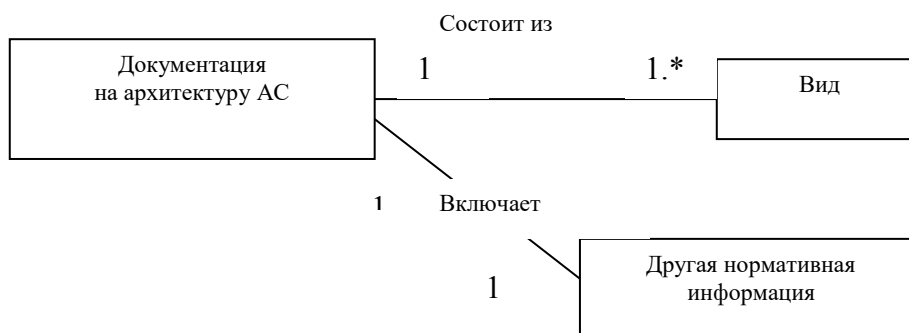 Состоит из
Документация
на архитектуру АС
1
1.*
Вид
1
Включает
1
Другая нормативная
информация